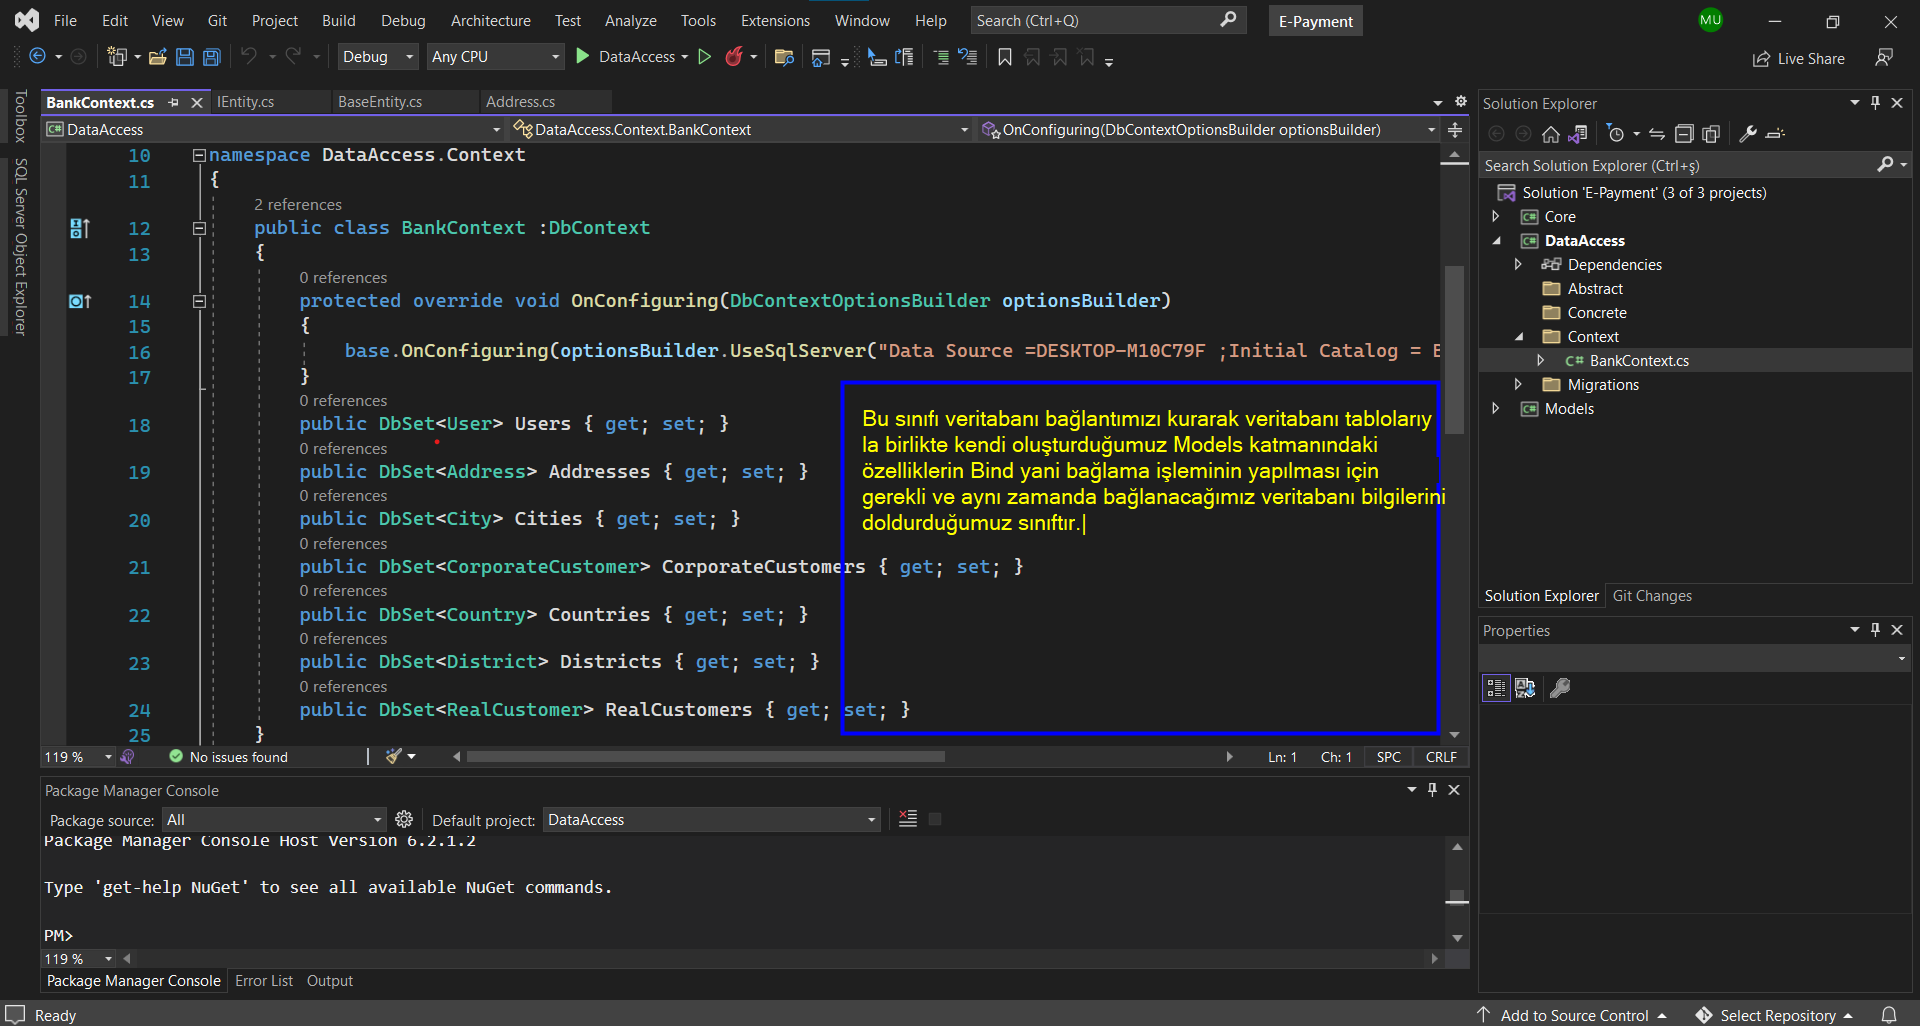 File Edit View Git Project Build Debug Architecture Test Analyze Tools Extensions Window Help Search (Ctrl+Q) E-Payment MU
Debug Any CPU DataAccess Live Share
Toolbox
SQL Server Object Explorer
BankContext.cs IEntity.cs BaseEntity.cs Address.cs
DataAccess DataAccess.Context.BankContext OnConfiguring(DbContextOptionsBuilder optionsBuilder)
10 namespace DataAccess.Context
11 {
2 references
12 public class BankContext :DbContext
13 {
0 references
14 protected override void OnConfiguring(DbContextOptionsBuilder optionsBuilder)
15 {
16 base.OnConfiguring(optionsBuilder.UseSqlServer("Data Source =DESKTOP-M10C79F ;Initial Catalog = E
17 }
0 references
18 public DbSet<User> Users { get; set; }
0 references
19 public DbSet<Address> Addresses { get; set; }
0 references
20 public DbSet<City> Cities { get; set; }
0 references
21 public DbSet<CorporateCustomer> CorporateCustomers { get; set; }
0 references
22 public DbSet<Country> Countries { get; set; }
0 references
23 public DbSet<District> Districts { get; set; }
0 references
24 public DbSet<RealCustomer> RealCustomers { get; set; }
25 }
Bu sınıfı veritabanı bağlantımızı kurarak veritabanı tablolarıy
la birlikte kendi oluşturduğumuz Models katmanındaki
özelliklerin Bind yani bağlama işleminin yapılması için
gerekli ve aynı zamanda bağlanacağımız veritabanı bilgilerini
doldurduğumuz sınıftır.
119 % No issues found Ln: 1 Ch: 1 SPC CRLF
Package Manager Console
Package source: All Default project: DataAccess
Package Manager Console Host Version 6.2.1.2
Type 'get-help NuGet' to see all available NuGet commands.
PM>
119 %
Package Manager Console Error List Output
Solution Explorer
Search Solution Explorer (Ctrl+ş)
Solution 'E-Payment' (3 of 3 projects)
Core
DataAccess
Dependencies
Abstract
Concrete
Context
C# BankContext.cs
Migrations
Models
Solution Explorer Git Changes
Properties
Ready Add to Source Control Select Repository